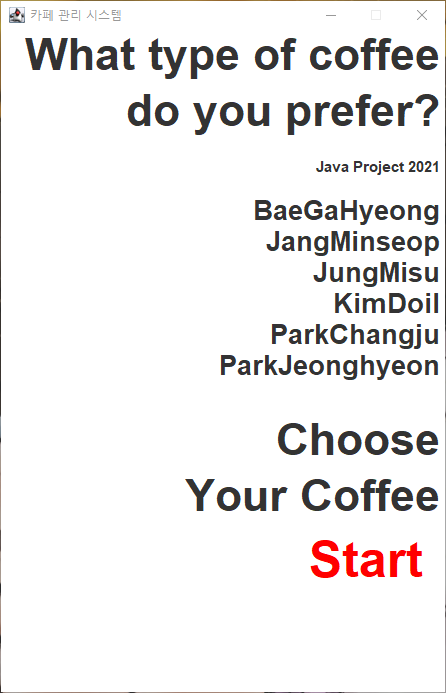 카페 관리 시스템
What type of coffee
do you prefer?
Java Project 2021
BaeGaHyeong
JangMinseop
JungMisu
KimDoil
ParkChangju
ParkJeonghyeon
Choose
Your Coffee
Start